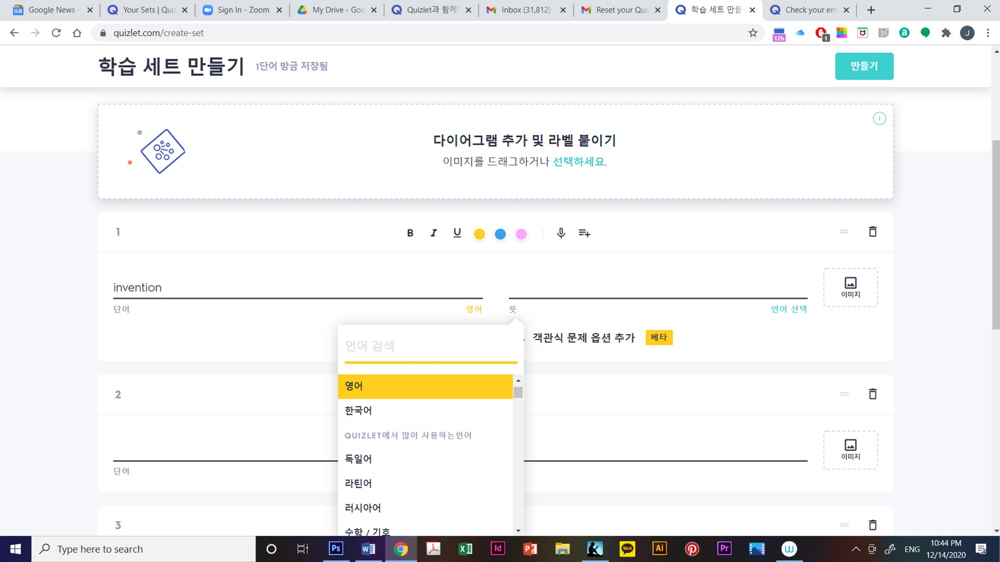 Google News -
Your Sets | Quiz
Sign In - Zoom
My Drive - Goo
Quizlet과 함께
Inbox (31,812)
Reset your Quiz
학습 세트 만들
Check your em
quizlet.com/create-set
12h
1
31
a
J
학습 세트 만들기
1단어 방금 저장됨
만들기
다이어그램 추가 및 라벨 붙이기
이미지를 드래그하거나 선택하세요.
1
B I U
invention
이미지
단어
영어
뜻
언어 선택
객관식 문제 옵션 추가
베타
언어 검색
영어
2
한국어
QUIZLET에서 많이 사용하는언어
이미지
독일어
단어
라틴어
러시아어
3
수학 / 기호
Type here to search
Ps
Id
TALK
Ai
Pr
W
ENG
10:44 PM
12/14/2020